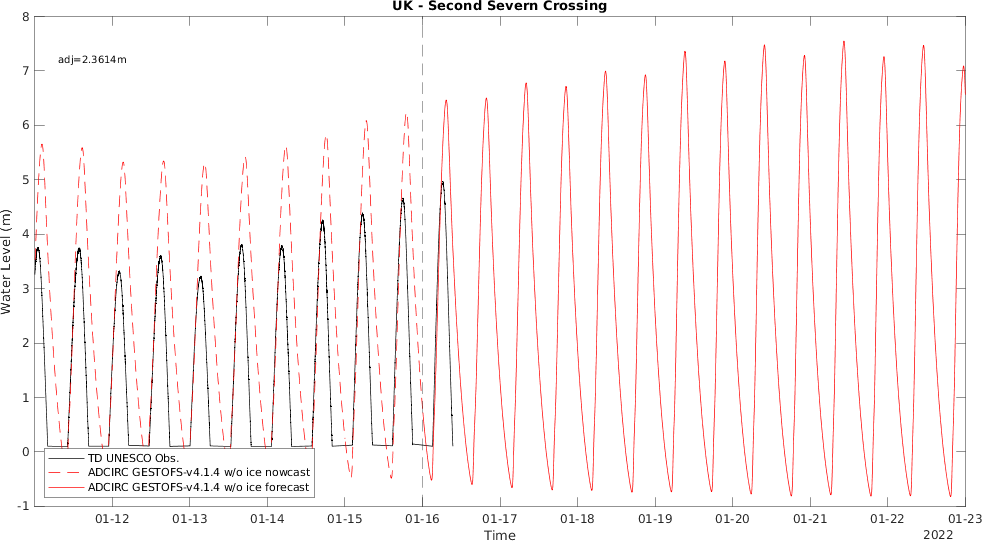 UK - Second Severn Crossing
8
7
6
5
4
3
2
1
0
-1
Water Level (m)
adj=2.3614m
TD UNESCO Obs.
ADCIRC GESTOFS-v4.1.4 w/o ice nowcast
ADCIRC GESTOFS-v4.1.4 w/o ice forecast
01-12 01-13 01-14 01-15 01-16 01-17 01-18 01-19 01-20 01-21 01-22 01-23
Time
2022